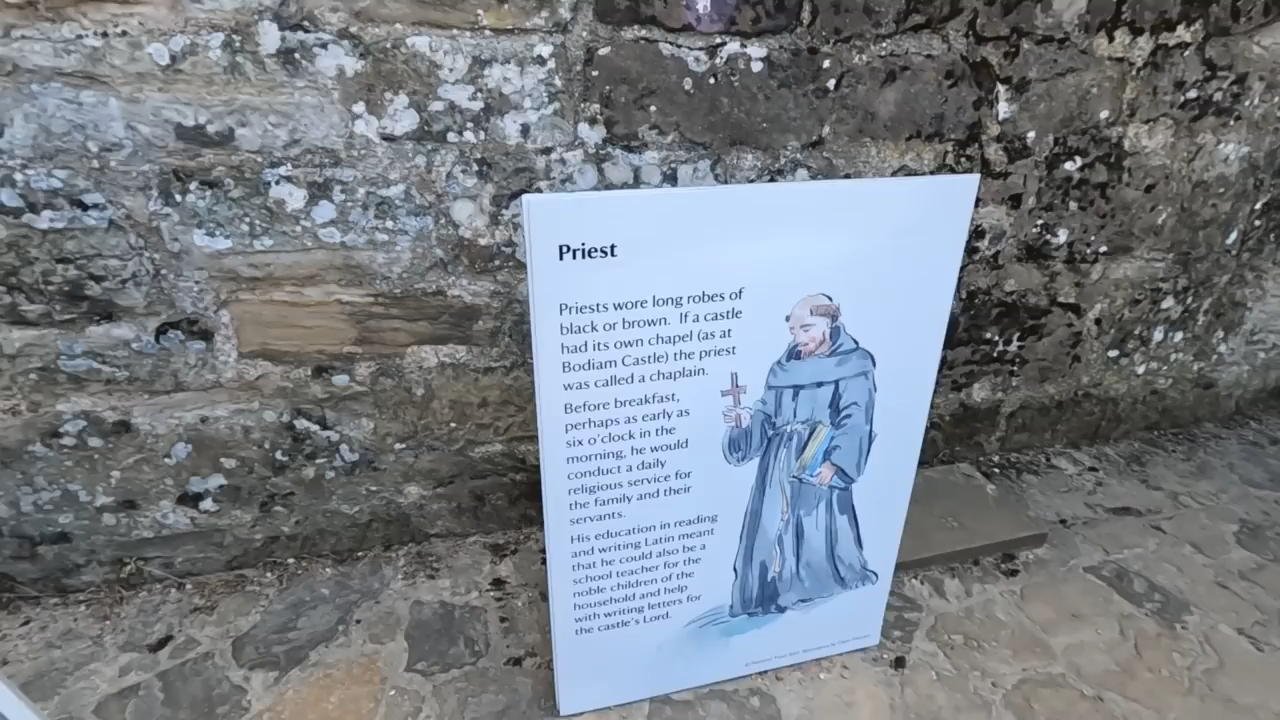 Priest
Priests wore long robes of
black or brown. If a castle
had its own chapel (as at
Bodiam Castle) the priest
was called a chaplain.
Before breakfast,
perhaps as early as
six o'clock in the
morning, he would
conduct a daily
religious service for
the family and their
servants.
His education in reading
and writing Latin meant
that he could also be a
school teacher for the
noble children of the
household and help
with writing letters for
the castle's Lord.